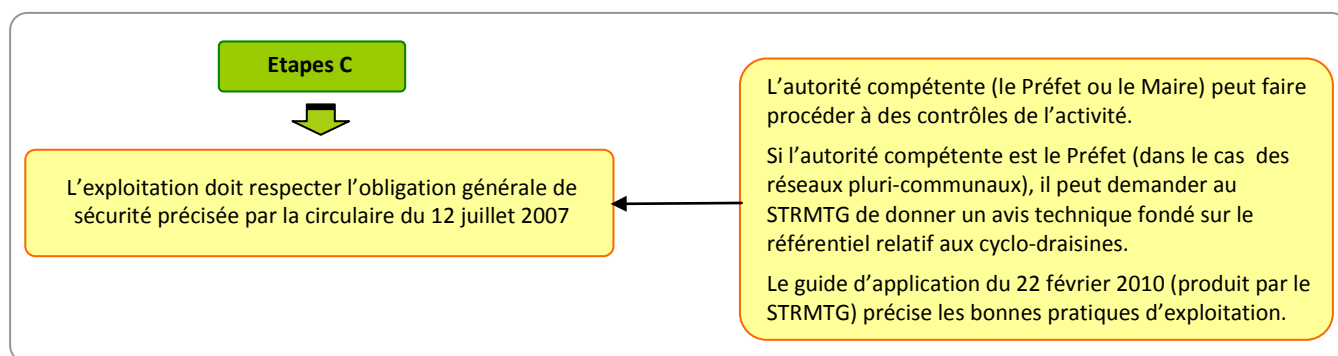 Etapes C
L'exploitation doit respecter l'obligation générale de
sécurité précisée par la circulaire du 12 juillet 2007
L'autorité compétente (le Préfet ou le Maire) peut faire
procéder à des contrôles de l'activité.
Si l'autorité compétente est le Préfet (dans le cas des
réseaux pluri-communaux), il peut demander au
STRMTG de donner un avis technique fondé sur le
référentiel relatif aux cyclo-draisines.
Le guide d'application du 22 février 2010 (produit par le
STRMTG) précise les bonnes pratiques d'exploitation.